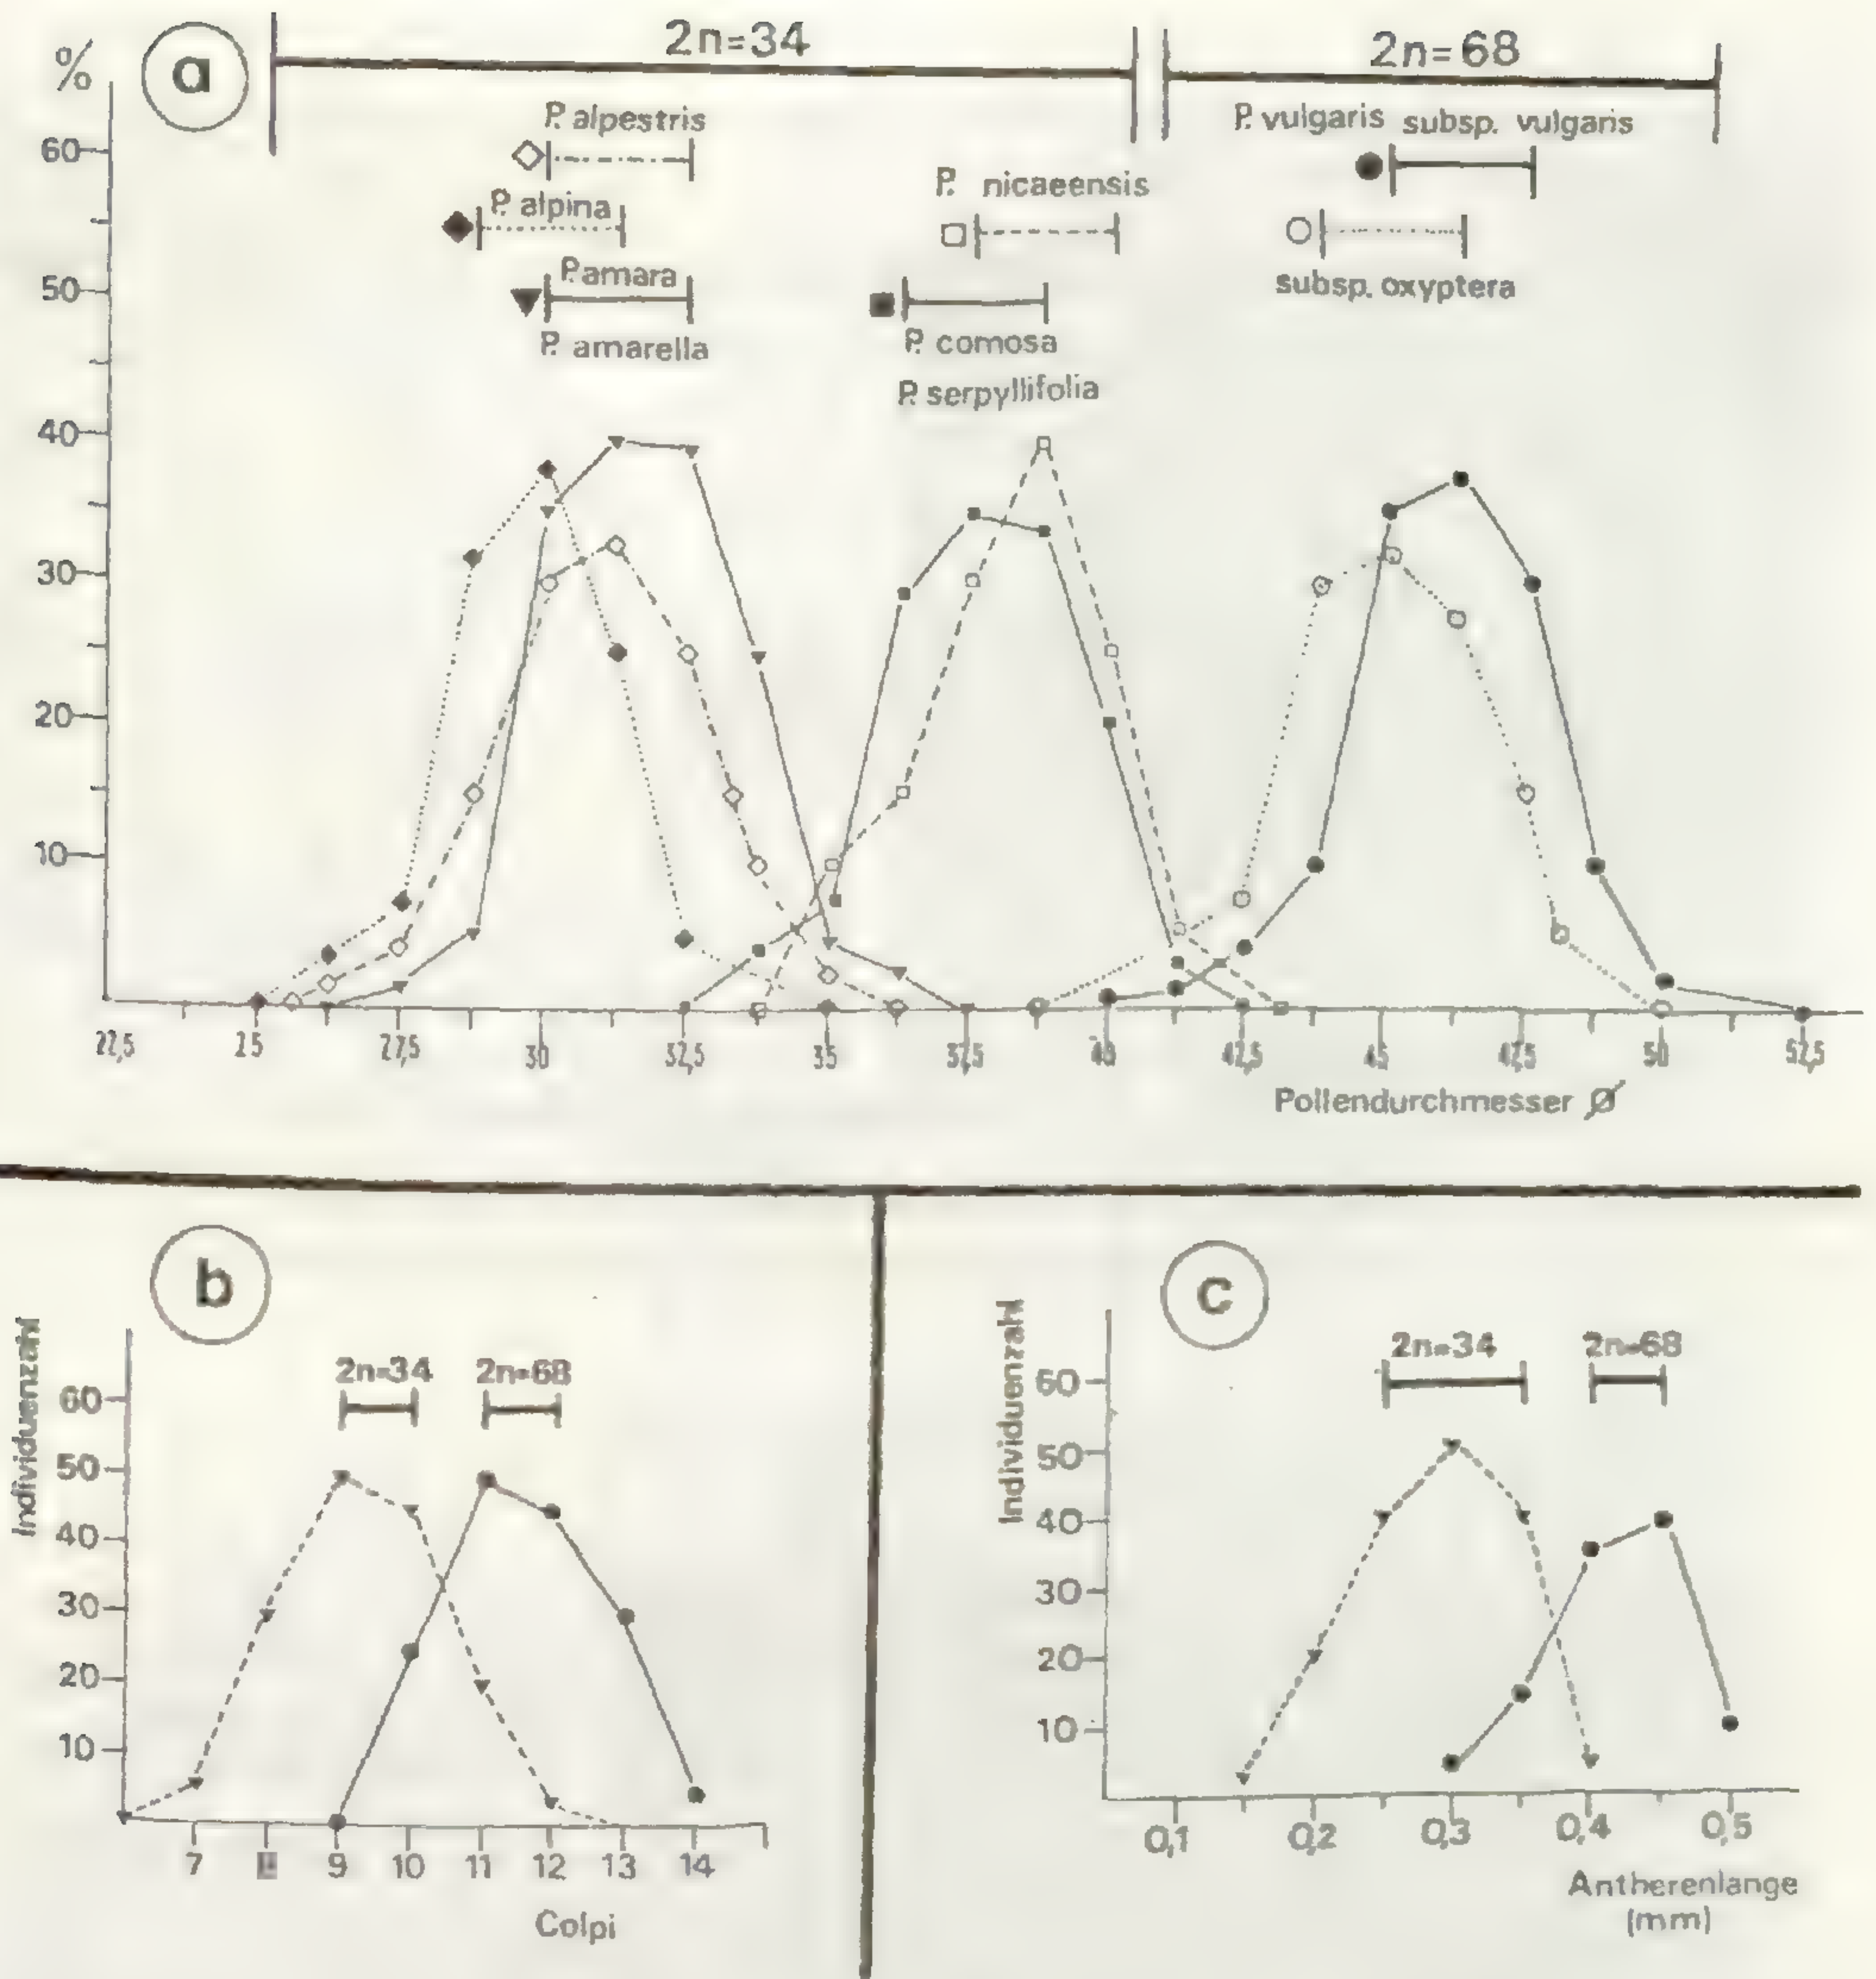 a
%
2n=34
2n=68
P. alpestris
P. alpina
P. amara
P. amarella
P. nicaeensis
P. comosa
P. serpyllifolia
P. vulgaris subsp. vulgaris
subsp. oxyptera
60
50
40
30
20
10
22,5 25 27,5 30 32,5 35 37,5 40 42,5 45 47,5 50 52,5
Pollendurchmesser Ø
b
Individuenzahl
2n=34 2n=68
60
50
40
30
20
10
7 9 10 11 12 13 14
Colpi
c
Individuenzahl
2n=34 2n=68
60
50
40
30
20
10
0,1 0,2 0,3 0,4 0,5
Antherenlange
(mm)